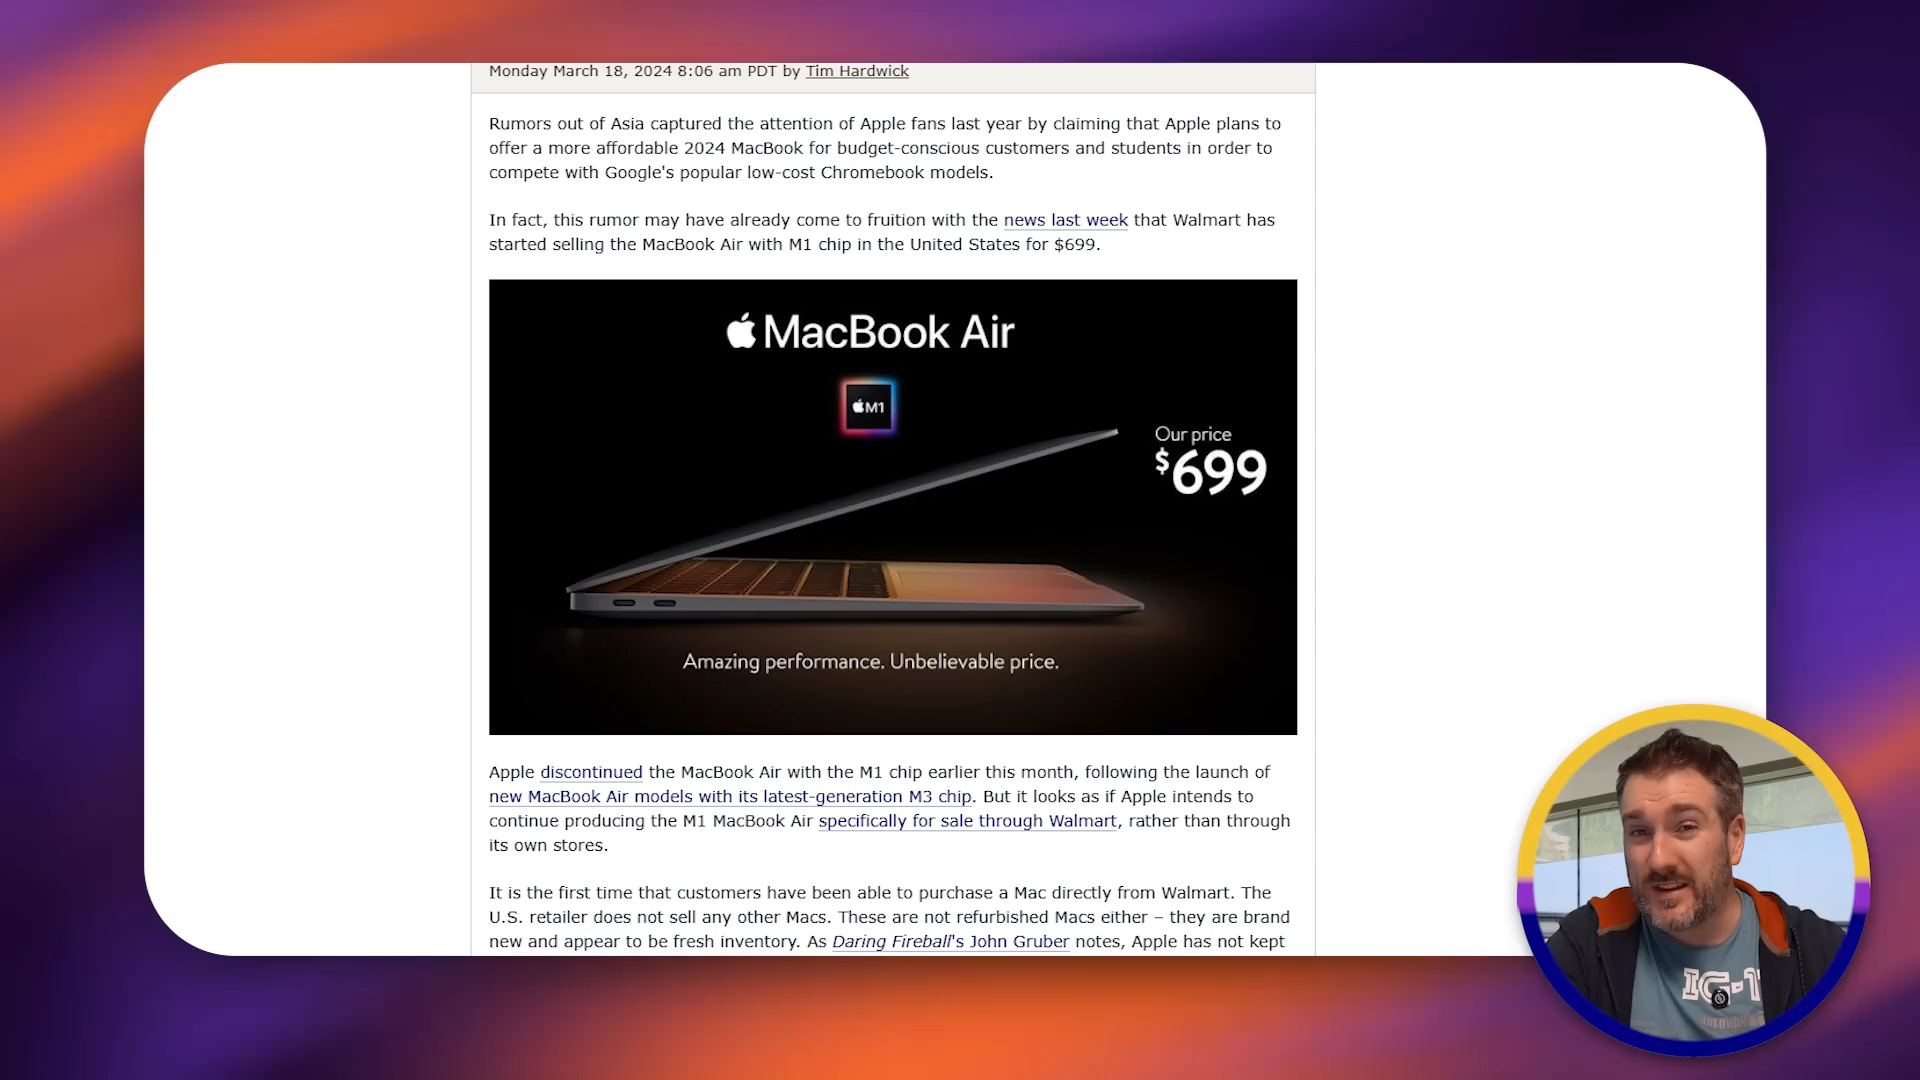 Monday March 18, 2024 8:06 am PDT by Tim Hardwick
Rumors out of Asia captured the attention of Apple fans last year by claiming that Apple plans to
offer a more affordable 2024 MacBook for budget-conscious customers and students in order to
compete with Google's popular low-cost Chromebook models.
In fact, this rumor may have already come to fruition with the news last week that Walmart has
started selling the MacBook Air with M1 chip in the United States for $699.
MacBook Air
M1
Our price
$699
Amazing performance. Unbelievable price.
Apple discontinued the MacBook Air with the M1 chip earlier this month, following the launch of
new MacBook Air models with its latest-generation M3 chip. But it looks as if Apple intends to
continue producing the M1 MacBook Air specifically for sale through Walmart, rather than through
its own stores.
It is the first time that customers have been able to purchase a Mac directly from Walmart. The
U.S. retailer does not sell any other Macs. These are not refurbished Macs either – they are brand
new and appear to be fresh inventory. As Daring Fireball's John Gruber notes, Apple has not kept
IG-1